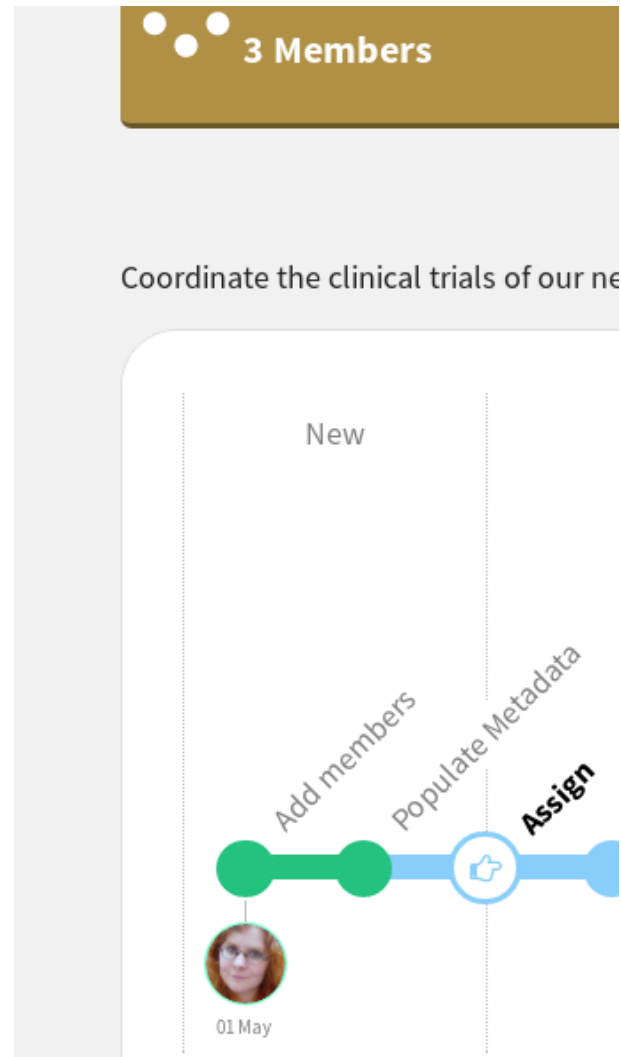 3 Members
Coordinate the clinical trials of our ne
New
Add members
Populate Metadata
Assign
01 May